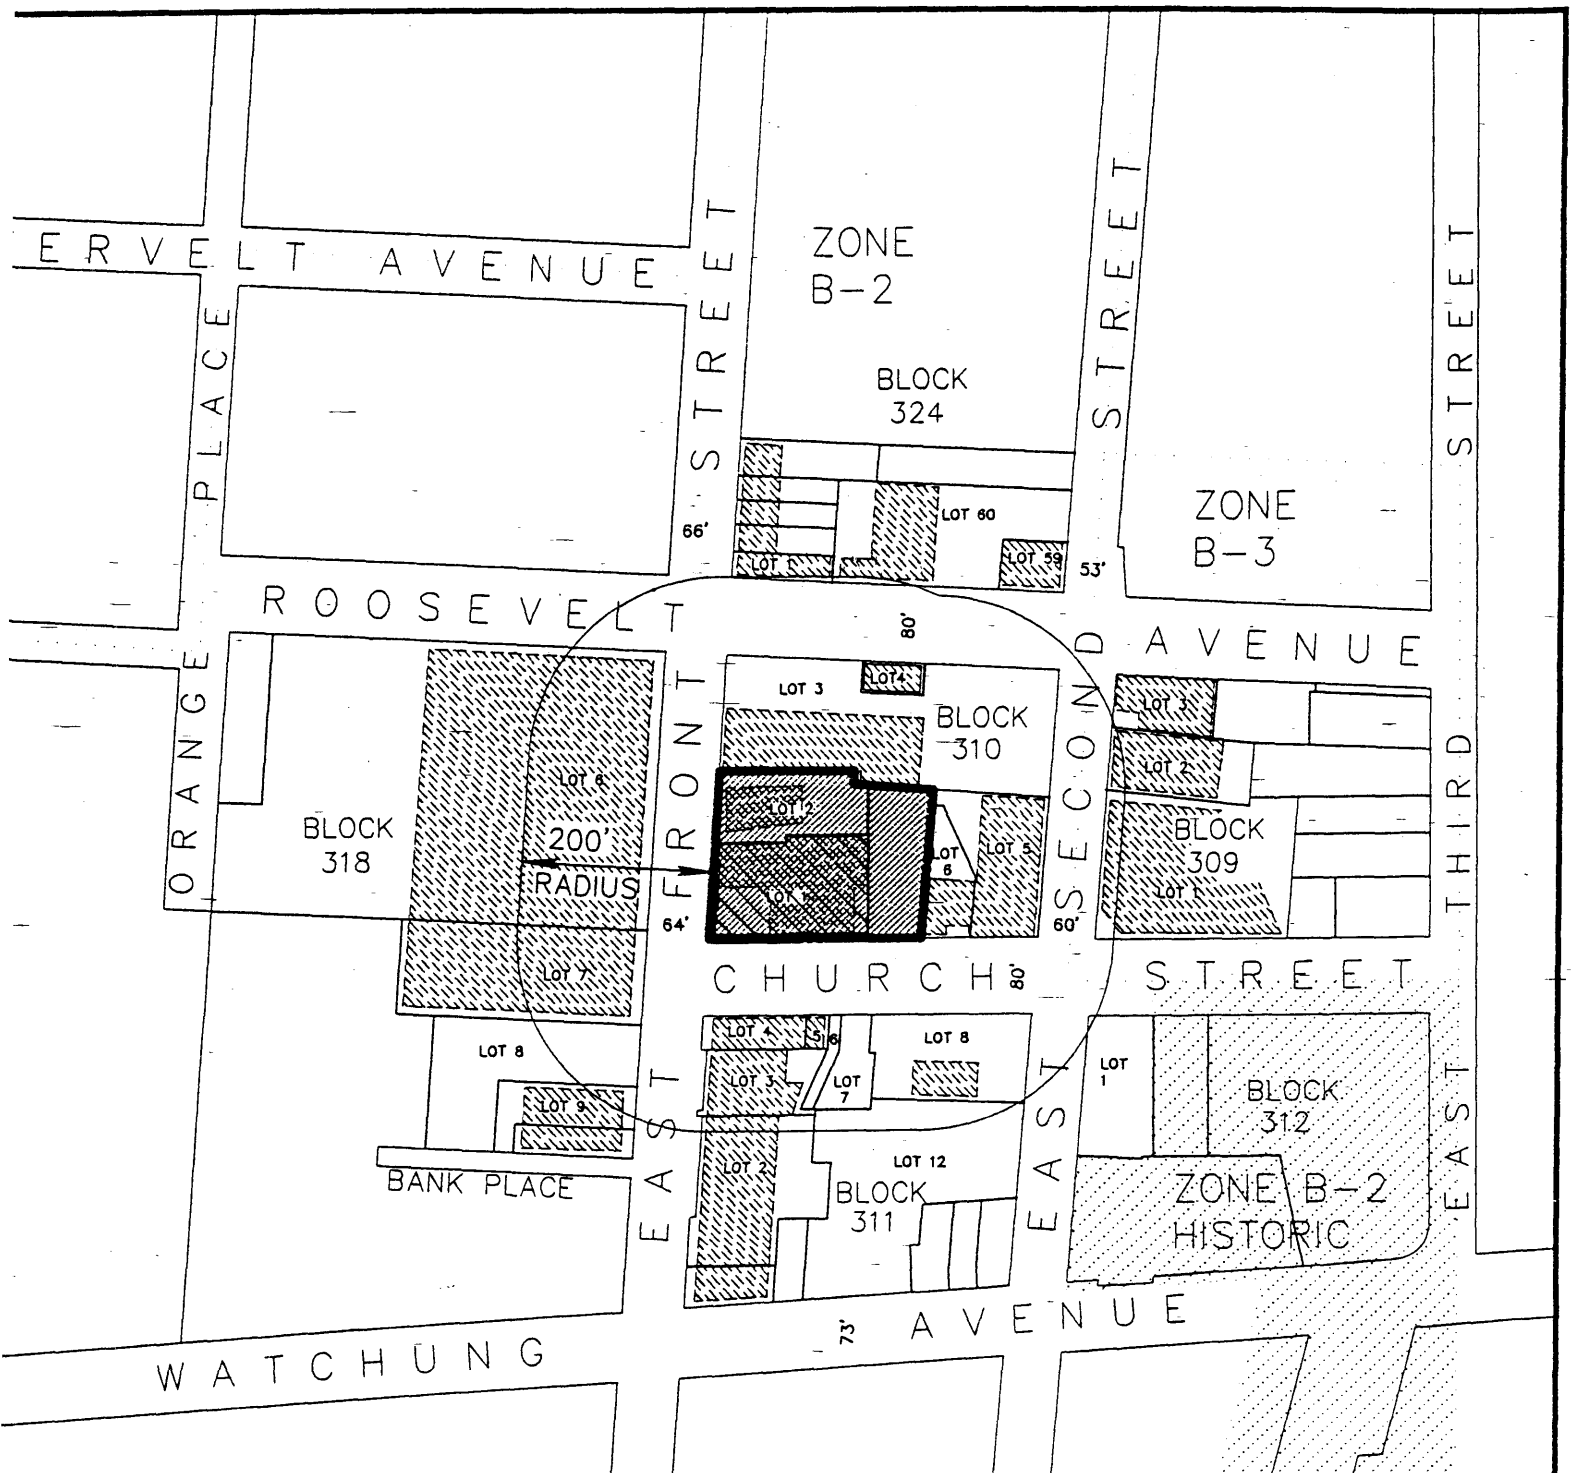 ERVELT AVENUE
ORANGE PLACE
EAST FRONT STREET
EAST SECOND STREET
EAST THIRD STREET
ZONE
B-2
BLOCK
324
ZONE
B-3
66'
LOT 60
LOT 1
LOT 59
53'
ROOSEVELT AVENUE
80'
LOT 3
LOT 4
BLOCK
310
LOT 3
LOT 2
LOT 6
LOT 2
BLOCK
318
200'
RADIUS
LOT 1
LOT
6
LOT 5
BLOCK
309
LOT 1
64'
60'
LOT 7
CHURCH STREET
80'
LOT 4
5
6
LOT 8
LOT 8
LOT
1
LOT 3
LOT
7
BLOCK
312
LOT 9
LOT 2
LOT 12
BANK PLACE
BLOCK
311
ZONE B-2
HISTORIC
73'
WATCHUNG AVENUE